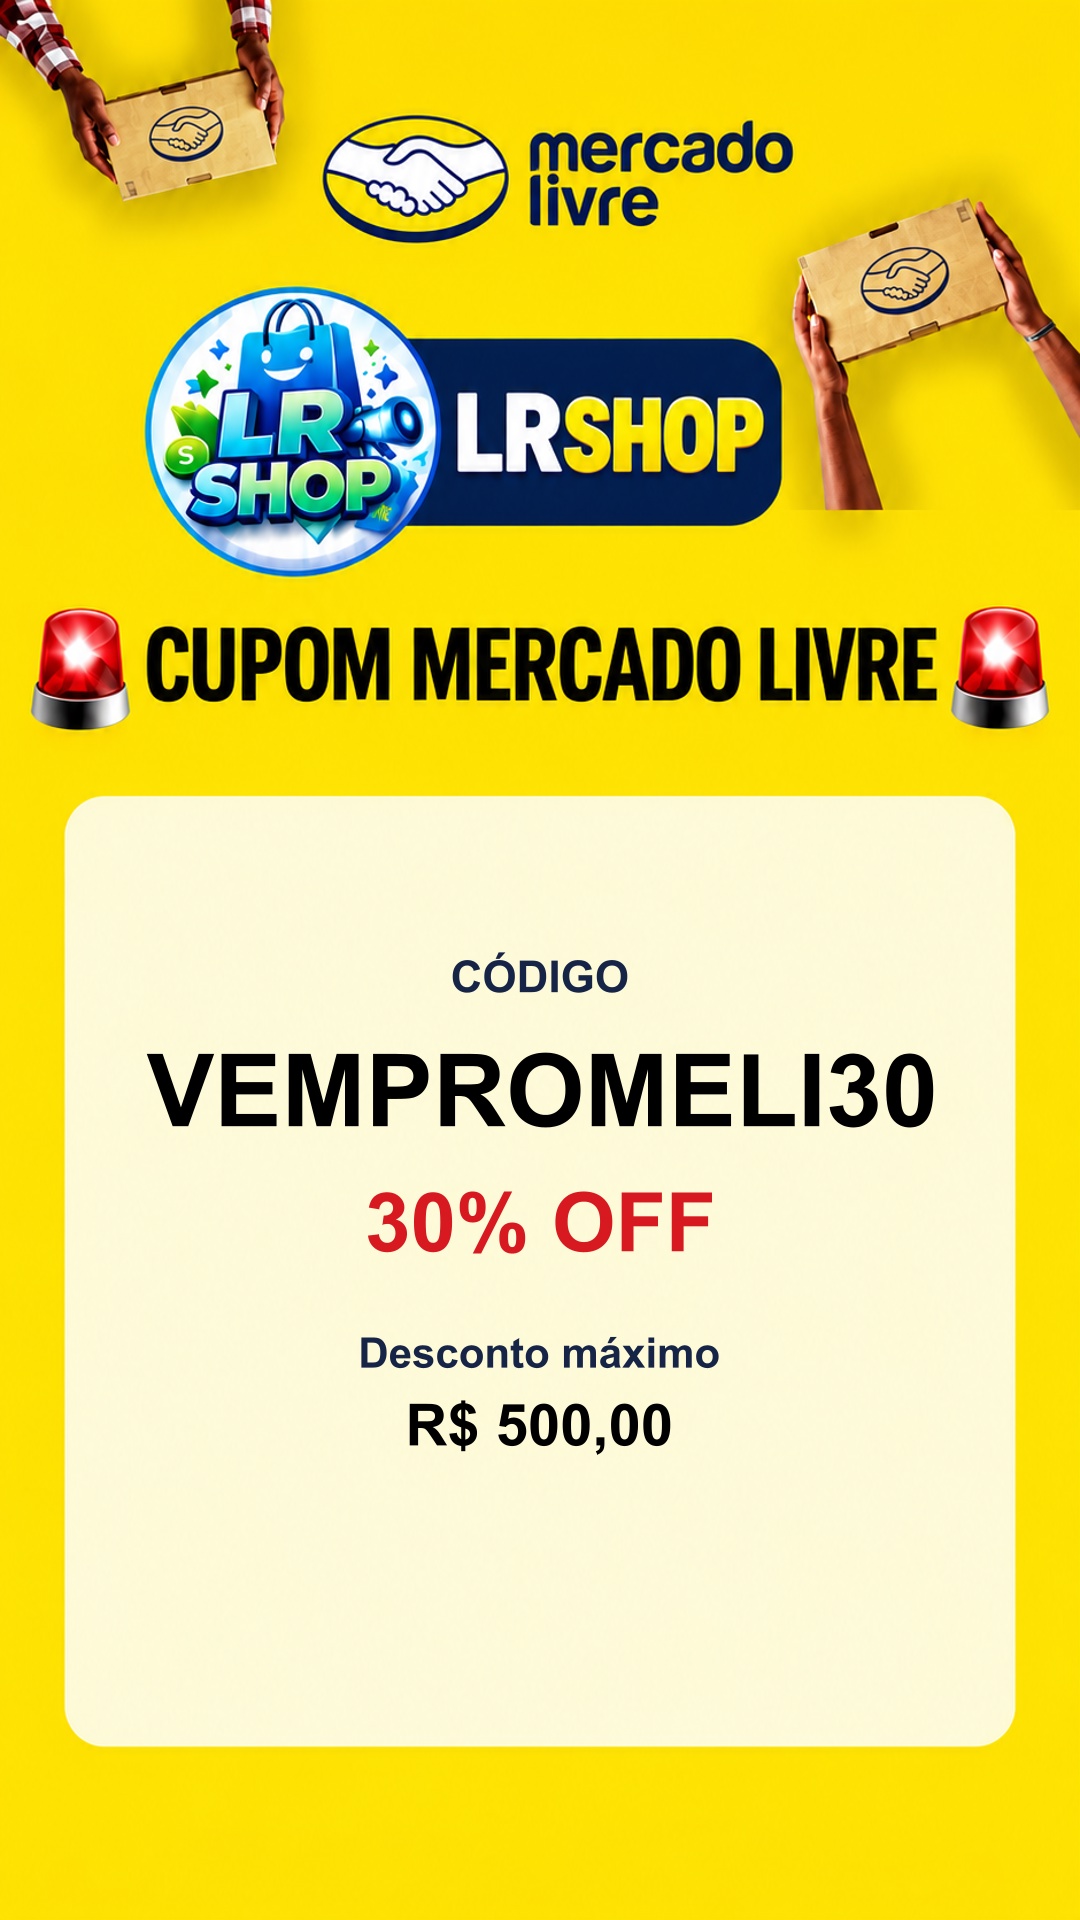 mercado
livre
LR
SHOP
S
LRSHOP
CUPOM MERCADO LIVRE
CÓDIGO
VEMPROMELI30
30% OFF
Desconto máximo
R$ 500,00